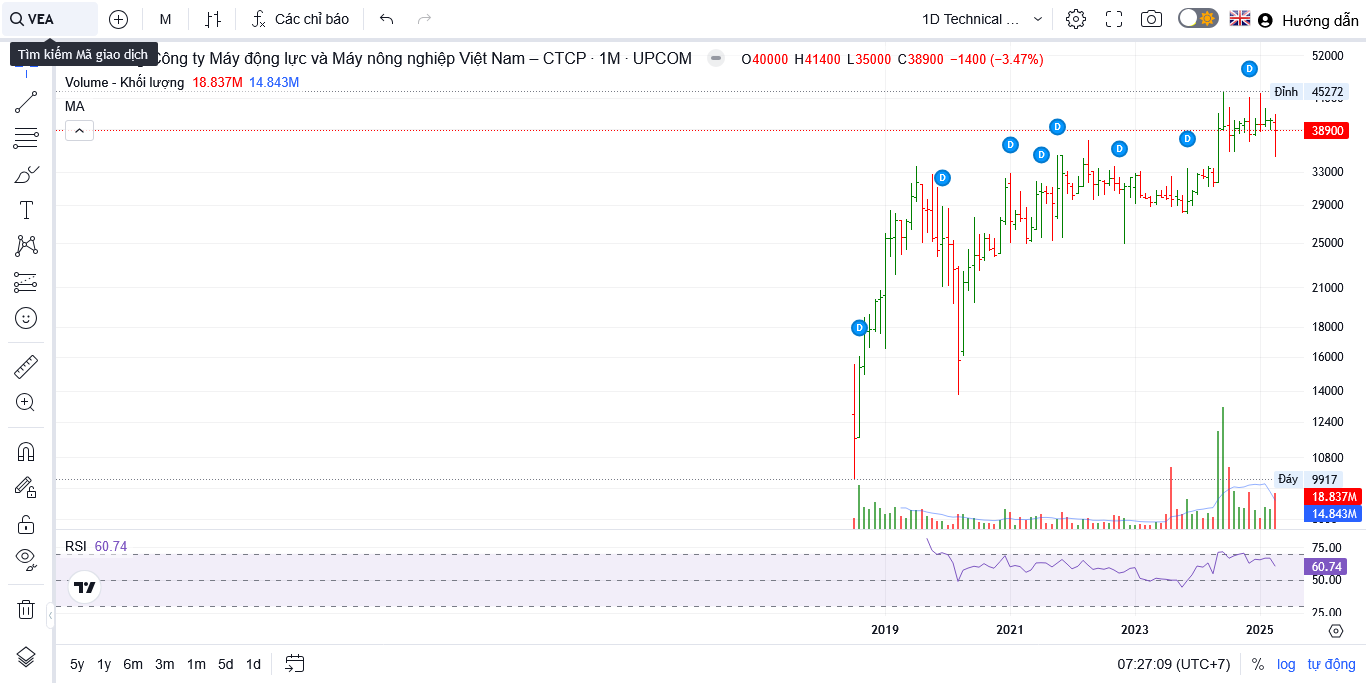 VEA
M
Các chỉ báo
1D Technical ...
Hướng dẫn
Tìm kiếm Mã giao dịch
Công ty Máy động lực và Máy nông nghiệp Việt Nam – CTCP · 1M · UPCOM
O40000 H41400 L35000 C38900 −1400 (−3.47%)
Volume - Khối lượng 18.837M 14.843M
MA
52000
Đỉnh 45272
38900
33000
29000
25000
21000
18000
16000
14000
12400
10800
Đáy 9917
18.837M
14.843M
D
D
D
D
D
D
D
D
RSI 60.74
75.00
60.74
50.00
25.00
2019 2021 2023 2025
5y 1y 6m 3m 1m 5d 1d
07:27:09 (UTC+7) % log tự động